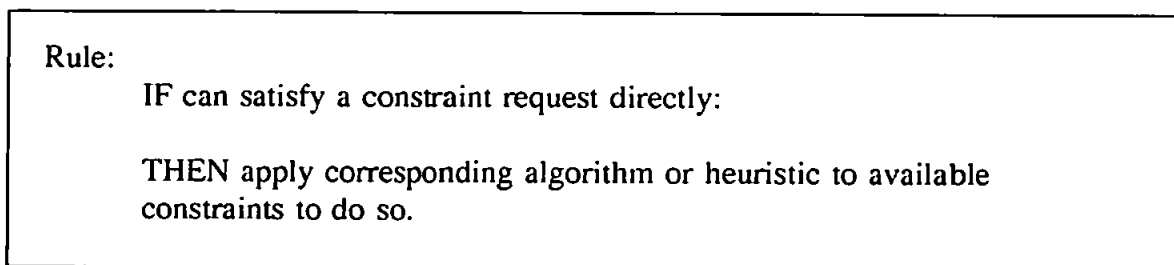 Rule:
IF can satisfy a constraint request directly:
THEN apply corresponding algorithm or heuristic to available
constraints to do so.